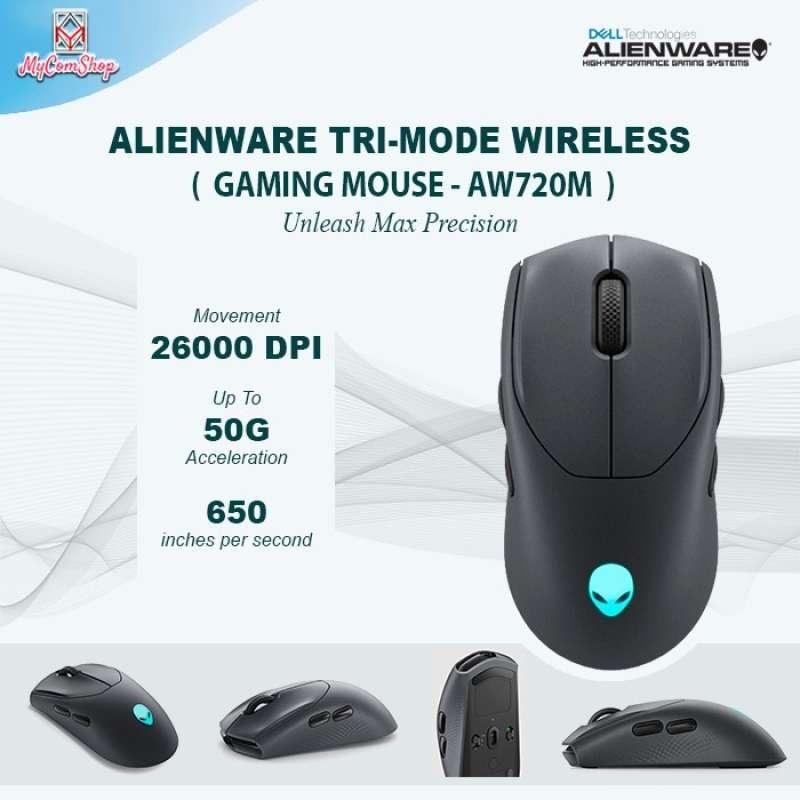 MyComShop
DELL Technologies
ALIENWARE
HIGH-PERFORMANCE GAMING SYSTEMS
ALIENWARE TRI-MODE WIRELESS
( GAMING MOUSE - AW720M )
Unleash Max Precision
Movement
26000 DPI
Up To
50G
Acceleration
650
inches per second